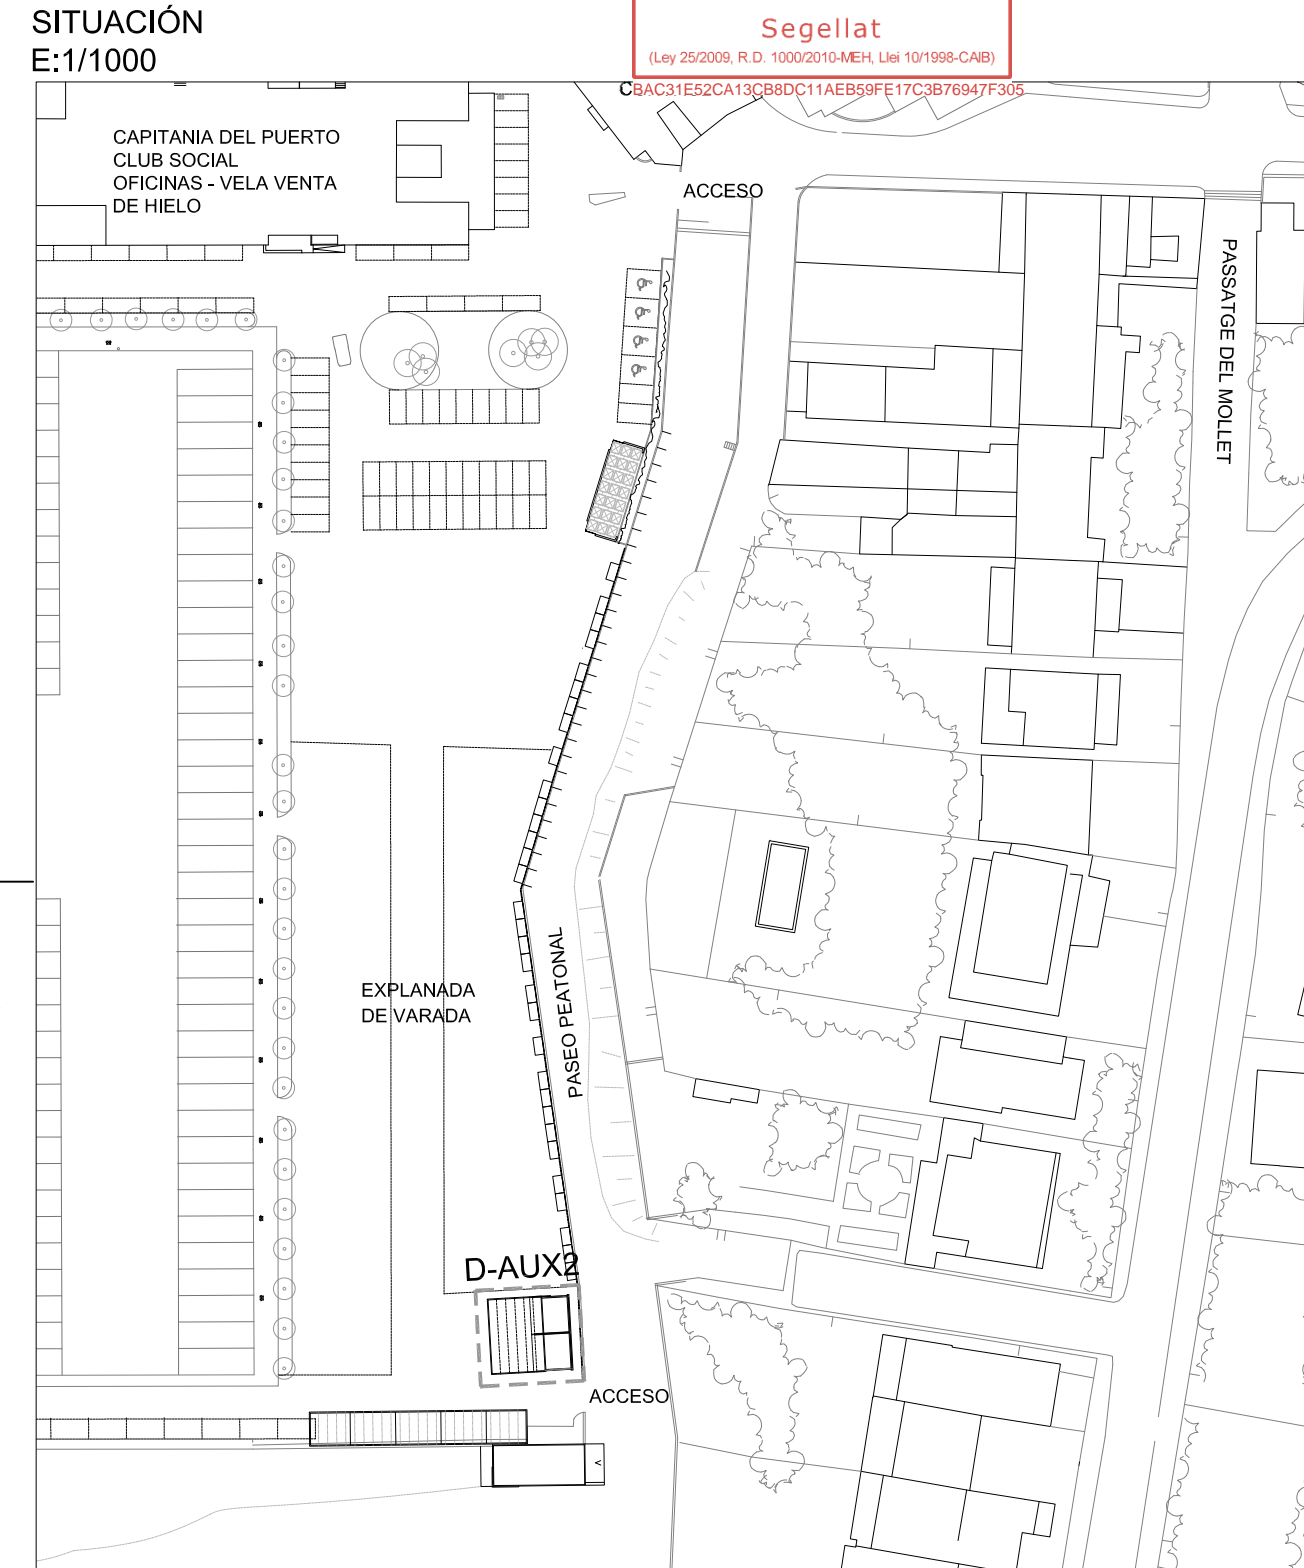 SITUACIÓN
E:1/1000
Segellat
(Ley 25/2009, R.D. 1000/2010-MEH, Llei 10/1998-CAIB)
CBAC31E52CA13CB8DC11AEB59FE17C3B76947F305
CAPITANIA DEL PUERTO
CLUB SOCIAL
OFICINAS - VELA VENTA
DE HIELO
ACCESO
PASSATGE DEL MOLLET
EXPLANADA
DE VARADA
PASEO PEATONAL
D-AUX2
ACCESO